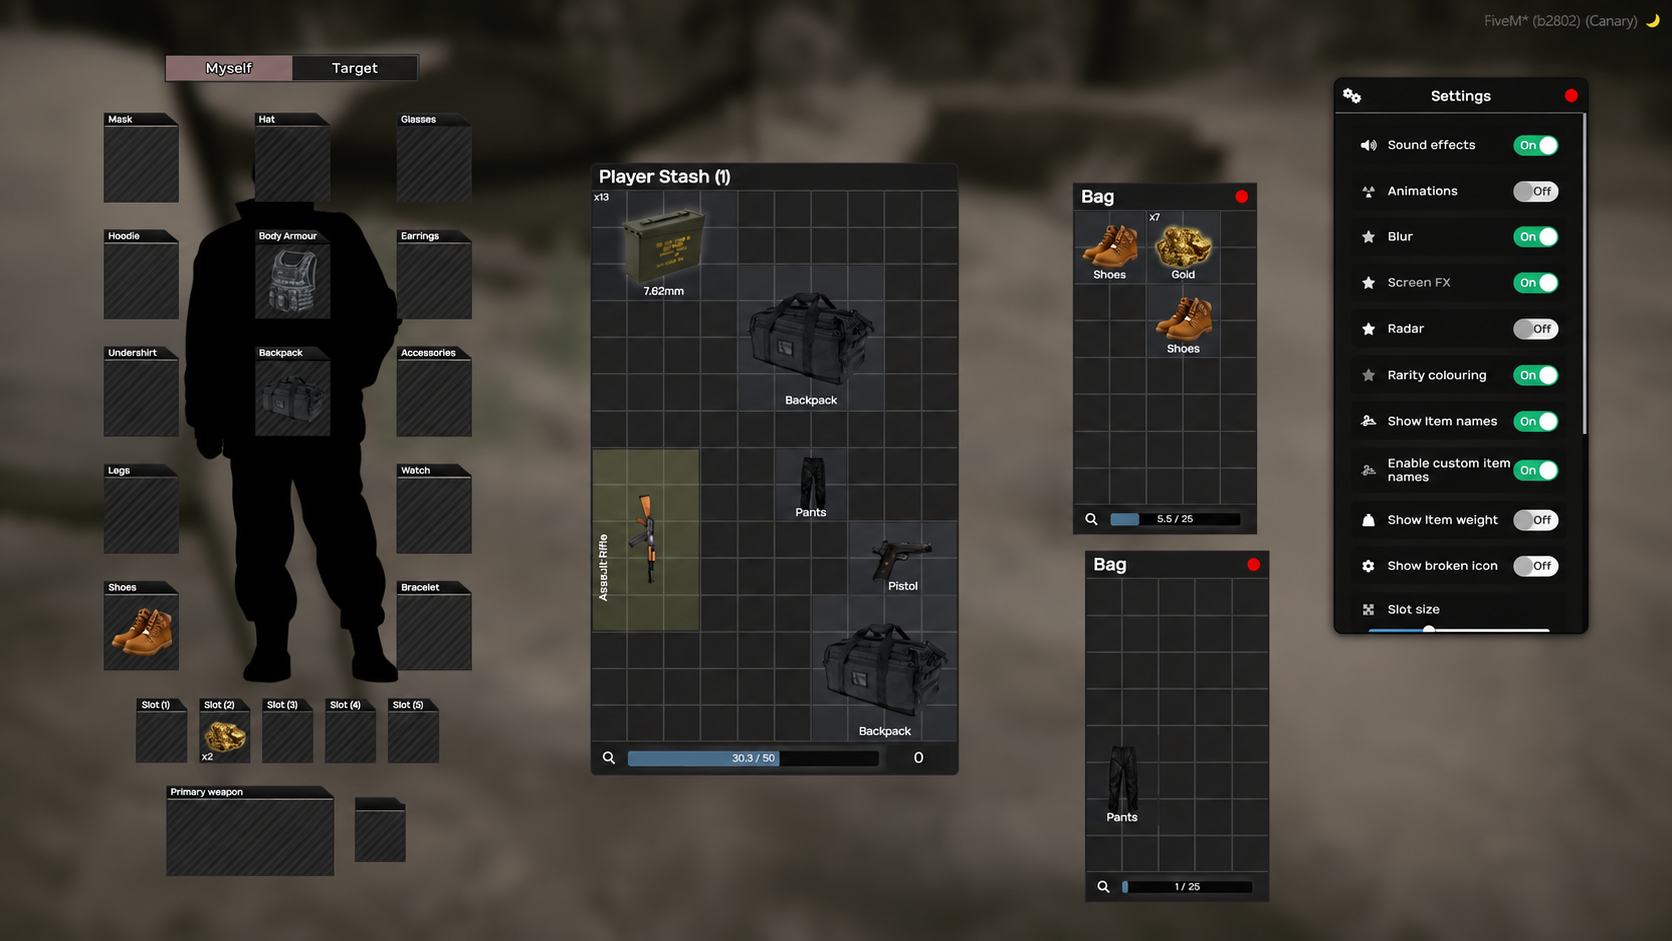 FiveM* (b2802) (Canary)
Myself
Target
Mask
Hat
Glasses
Hoodie
Body Armour
Earrings
Undershirt
Backpack
Accessories
Legs
Watch
Shoes
Bracelet
Slot (1)
Slot (2)
Slot (3)
Slot (4)
Slot (5)
x2
Primary weapon
Player Stash (1)
x13
7.62mm
Backpack
Pants
Assault Rifle
Pistol
Backpack
30.3 / 50
0
Bag
x7
Shoes
Gold
Shoes
5.5 / 25
Bag
Pants
1 / 25
Settings
Sound effects
On
Animations
Off
Blur
On
Screen FX
On
Radar
Off
Rarity colouring
On
Show Item names
On
Enable custom item
names
On
Show Item weight
Off
Show broken icon
Off
Slot size